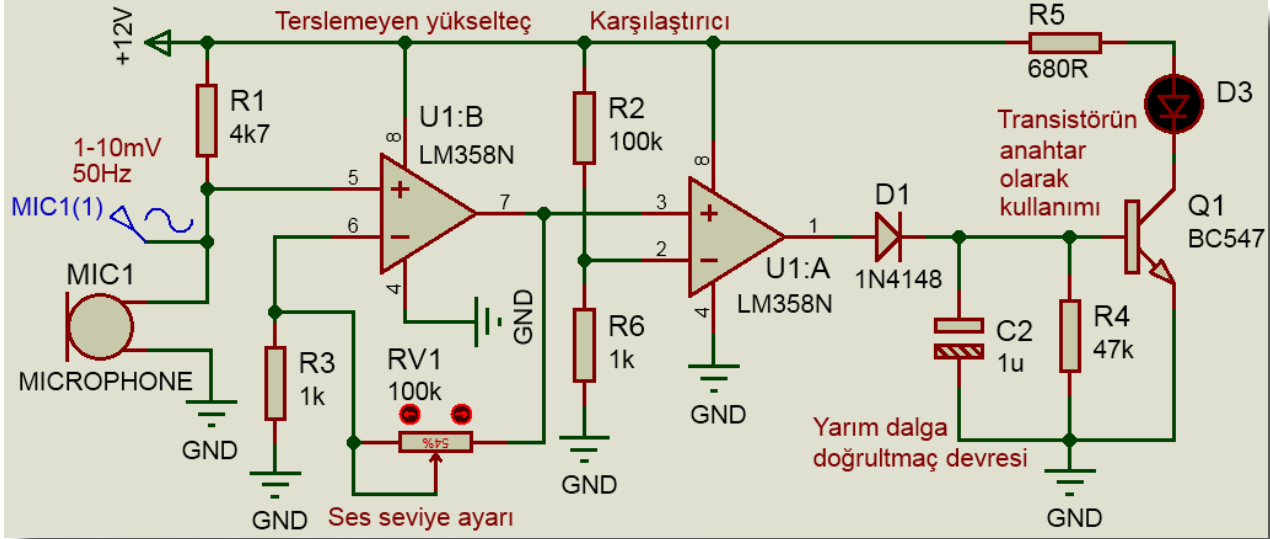 Terslemeyen yükselteç
Karşılaştırıcı
+12V
R1
4k7
1-10mV
50Hz
MIC1(1)
MIC1
MICROPHONE
GND
R3
1k
GND
U1:B
LM358N
8
5
6
7
4
GND
RV1
100k
54%
Ses seviye ayarı
R2
100k
R6
1k
GND
8
3
2
1
4
U1:A
LM358N
GND
D1
1N4148
C2
1u
R4
47k
Yarım dalga
doğrultmaç devresi
GND
R5
680R
D3
Transistörün
anahtar
olarak
kullanımı
Q1
BC547